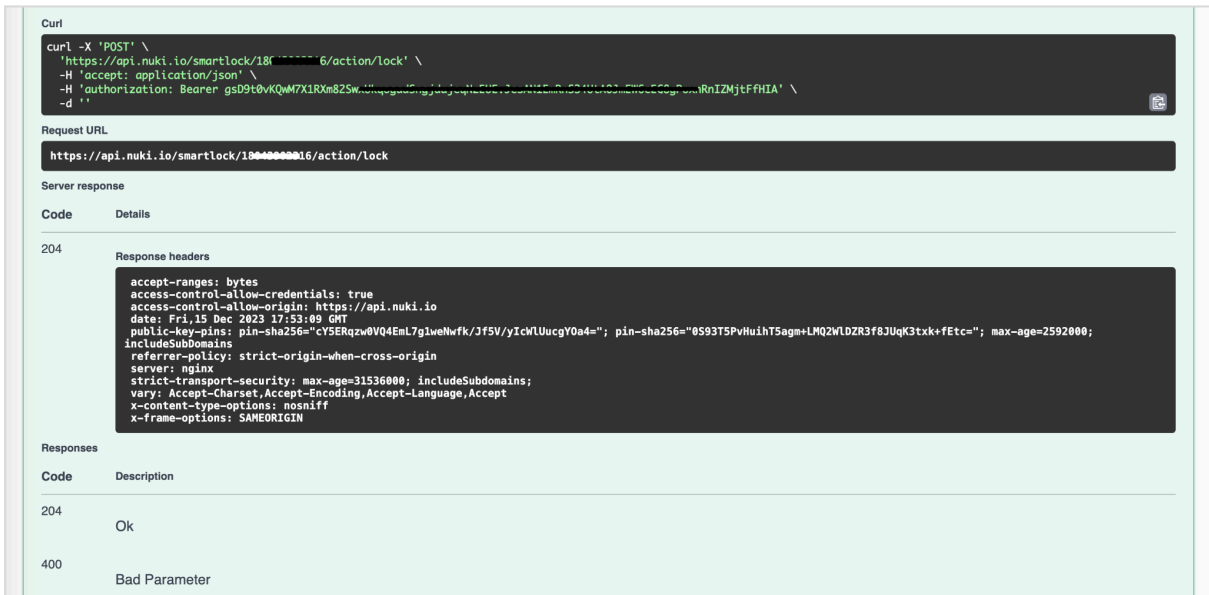 Curl
curl -X 'POST' \
'https://api.nuki.io/smartlock/18 6/action/lock' \
-H 'accept: application/json' \
-H 'authorization: Bearer gsD9t0vKQwM7X1RXm82Sw nRnIZMjtFfHIA' \
-d ''
Request URL
https://api.nuki.io/smartlock/18 16/action/lock
Server response
Code Details
204
Response headers
accept-ranges: bytes
access-control-allow-credentials: true
access-control-allow-origin: https://api.nuki.io
date: Fri,15 Dec 2023 17:53:09 GMT
public-key-pins: pin-sha256="cY5ERqzw0VQ4EmL7g1weNwfk/Jf5V/yIcWlUucgYOa4="; pin-sha256="0S93T5PvHuihT5agm+LMQ2WlDZR3f8JUqK3txk+fEtc="; max-age=2592000;
includeSubDomains
referrer-policy: strict-origin-when-cross-origin
server: nginx
strict-transport-security: max-age=31536000; includeSubdomains;
vary: Accept-Charset,Accept-Encoding,Accept-Language,Accept
x-content-type-options: nosniff
x-frame-options: SAMEORIGIN
Responses
Code Description
204
Ok
400
Bad Parameter